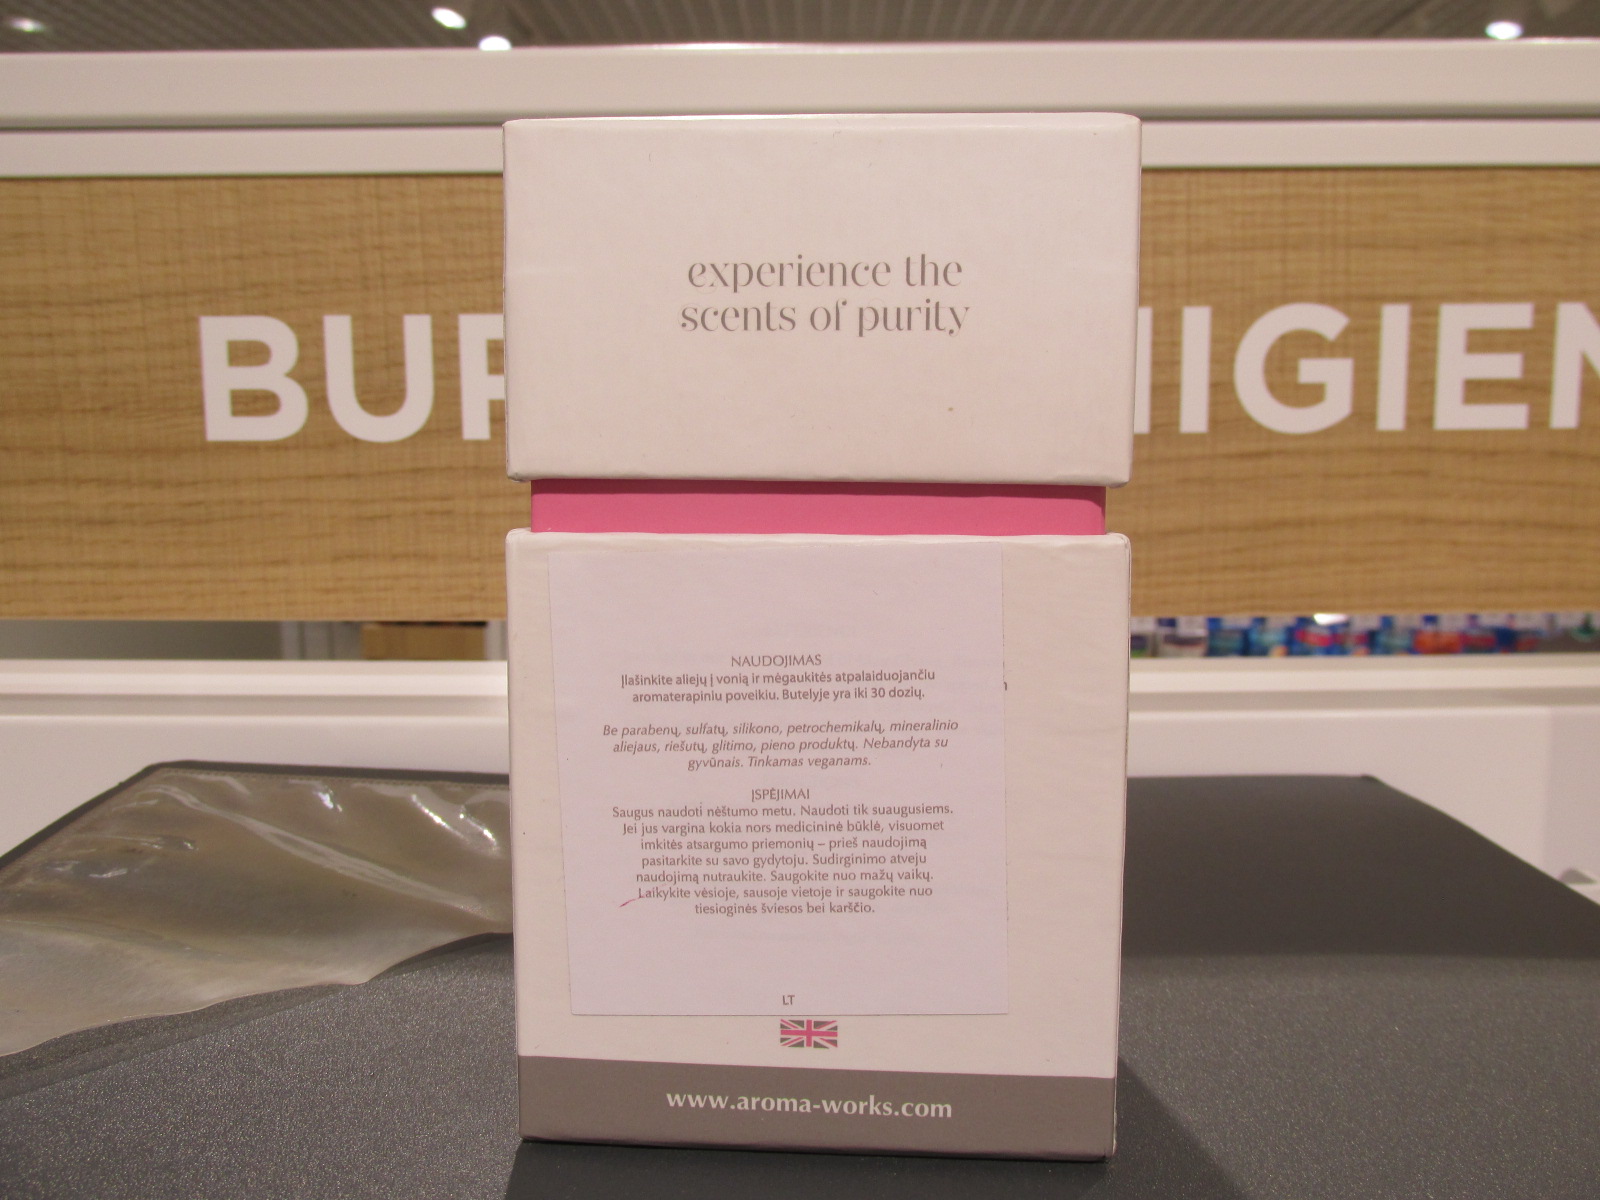 experience the
scents of purity
BU
HIGIEN
NAUDOJIMAS
Įlašinkite aliejų į vonią ir mėgaukitės atpalaiduojančiu
aromaterapiniu poveikiu. Butelyje yra iki 30 dozių.
Be parabenų, sulfatų, silikono, petrochemikalų, mineralinio
aliejaus, riešutų, glitimo, pieno produktų. Nebandyta su
gyvūnais. Tinkamas veganams.
ĮSPĖJIMAI
Saugus naudoti nėštumo metu. Naudoti tik suaugusiems.
Jei jus vargina kokia nors medicininė būklė, visuomet
imkitės atsargumo priemonių – prieš naudojimą
pasitarkite su savo gydytoju. Sudirginimo atveju
naudojimą nutraukite. Saugokite nuo mažų vaikų.
Laikykite vėsioje, sausoje vietoje ir saugokite nuo
tiesioginės šviesos bei karščio.
LT
www.aroma-works.com